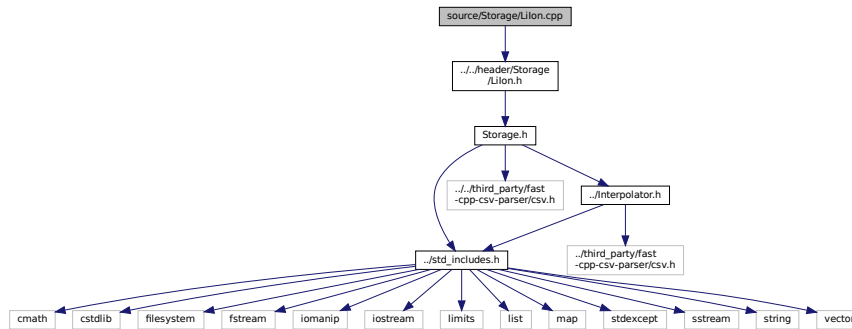 source/Storage/LiIon.cpp
../../header/Storage
/LiIon.h
Storage.h
../../third_party/fast
-cpp-csv-parser/csv.h
../Interpolator.h
../third_party/fast
-cpp-csv-parser/csv.h
../std_includes.h
cmath
cstdlib
filesystem
fstream
iomanip
iostream
limits
list
map
stdexcept
sstream
string
vector